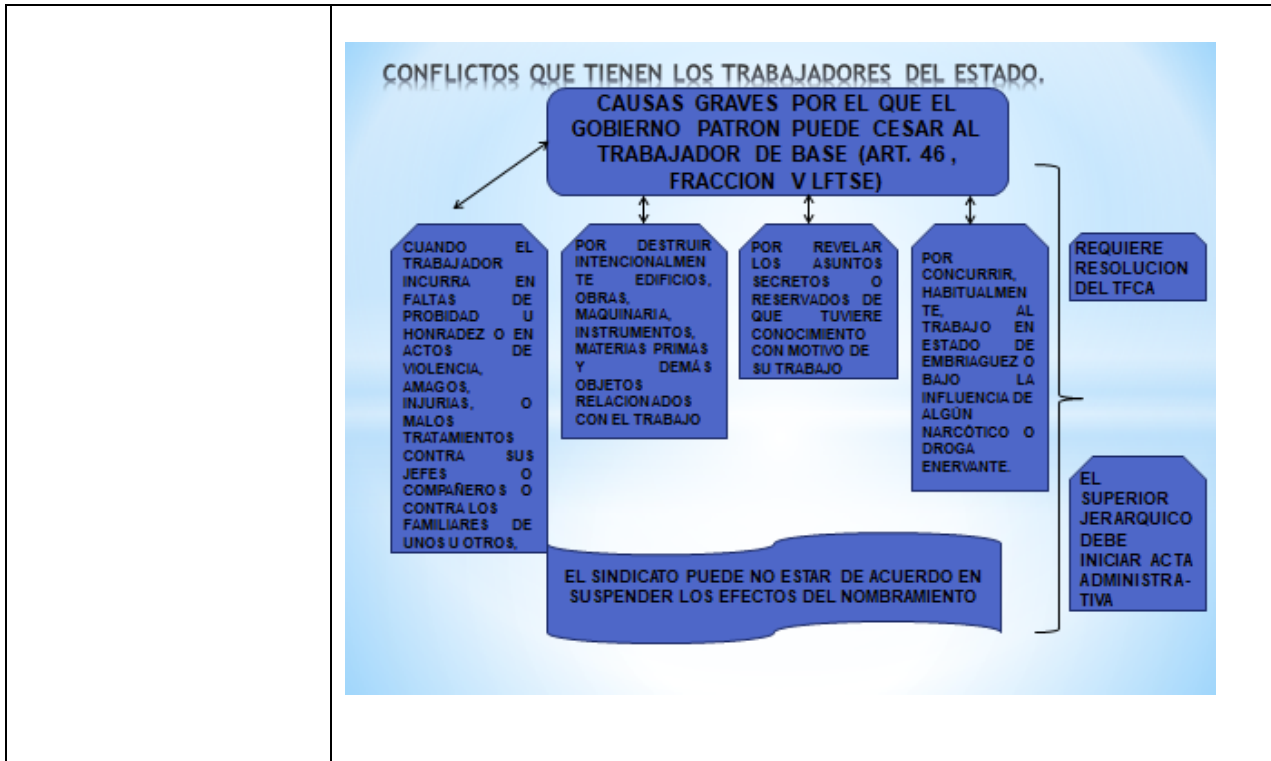 CONFLICTOS QUE TIENEN LOS TRABAJADORES DEL ESTADO.
CAUSAS GRAVES POR EL QUE EL
GOBIERNO PATRON PUEDE CESAR AL
TRABAJADOR DE BASE (ART. 46 ,
FRACCION V LFTSE)
CUANDO EL
TRABAJADOR
INCURRA EN
FALTAS DE
PROBIDAD U
HONRADEZ O EN
ACTOS DE
VIOLENCIA,
AMAGOS,
INJURIAS, O
MALOS
TRATAMIENTOS
CONTRA SUS
JEFES O
COMPAÑEROS O
CONTRA LOS
FAMILIARES DE
UNOS U OTROS,
POR DESTRUIR
INTENCIONALMEN
TE EDIFICIOS,
OBRAS,
MAQUINARIA,
INSTRUMENTOS,
MATERIAS PRIMAS
Y DEMÁS
OBJETOS
RELACIONADOS
CON EL TRABAJO
POR REVELAR
LOS ASUNTOS
SECRETOS O
RESERVADOS DE
QUE TUVIERE
CONOCIMIENTO
CON MOTIVO DE
SU TRABAJO
POR
CONCURRIR,
HABITUALMEN
TE, AL
TRABAJO EN
ESTADO DE
EMBRIAGUEZ O
BAJO LA
INFLUENCIA DE
ALGÚN
NARCÓTICO O
DROGA
ENERVANTE.
REQUIERE
RESOLUCION
DEL TFCA
EL
SUPERIOR
JERARQUICO
DEBE
INICIAR ACTA
ADMINISTRA-
TIVA
EL SINDICATO PUEDE NO ESTAR DE ACUERDO EN
SUSPENDER LOS EFECTOS DEL NOMBRAMIENTO